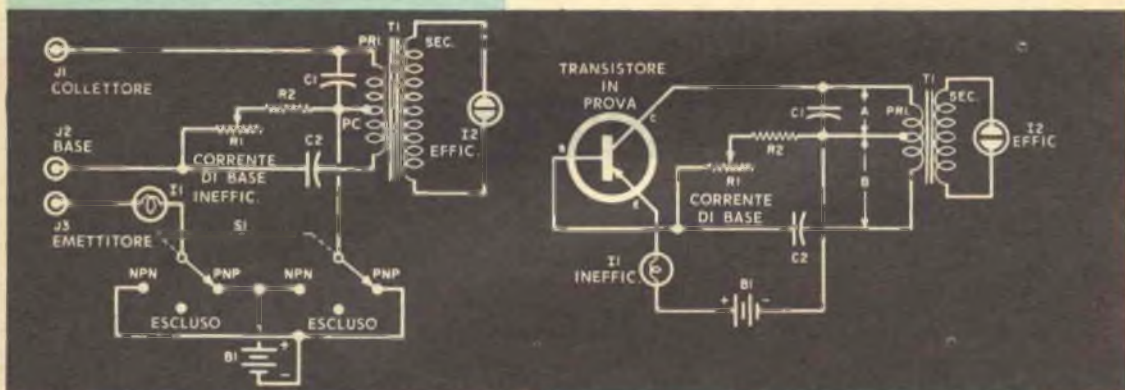 T1
PRI.
SEC.
J1
COLLETTORE
C1
R2
PC
I2
EFFIC.
J2
BASE
R1
C2
CORRENTE
DI BASE
INEFFIC.
I1
J3
EMETTITORE
S1
NPN
PNP
NPN
PNP
ESCLUSO
ESCLUSO
B1
+
-
TRANSISTORE
IN
PROVA
C
B
E
C1
A
B
T1
PRI.
SEC.
I2
EFFIC
R2
R1
CORRENTE
DI BASE
C2
I1
INEFFIC.
B1
+
-